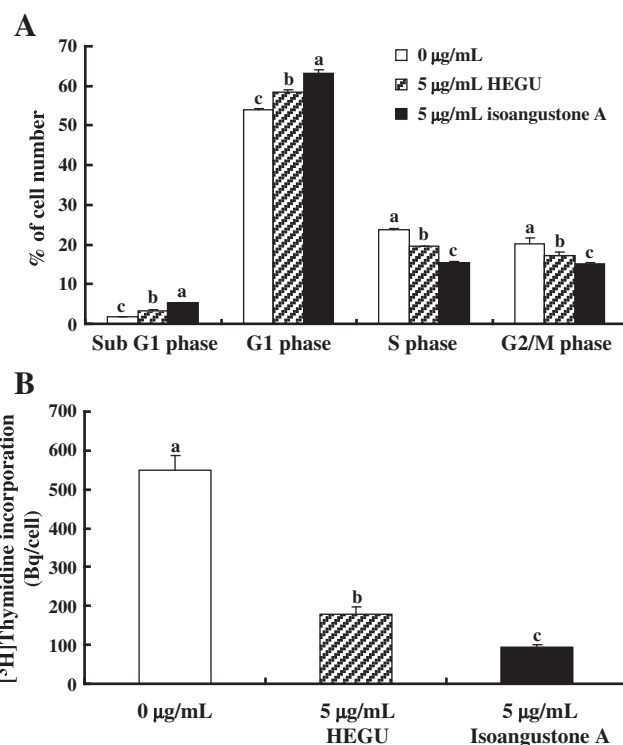 A
70
60
50
40
30
20
10
0
% of cell number
0 μg/mL
5 μg/mL HEGU
5 μg/mL isoangustone A
c b a
c b a
a b c
a b c
Sub G1 phase G1 phase S phase G2/M phase
B
700
600
500
400
300
200
100
0
[³H]Thymidine incorporation
(Bq/cell)
a
b
c
0 μg/mL 5 μg/mL 5 μg/mL
HEGU Isoangustone A